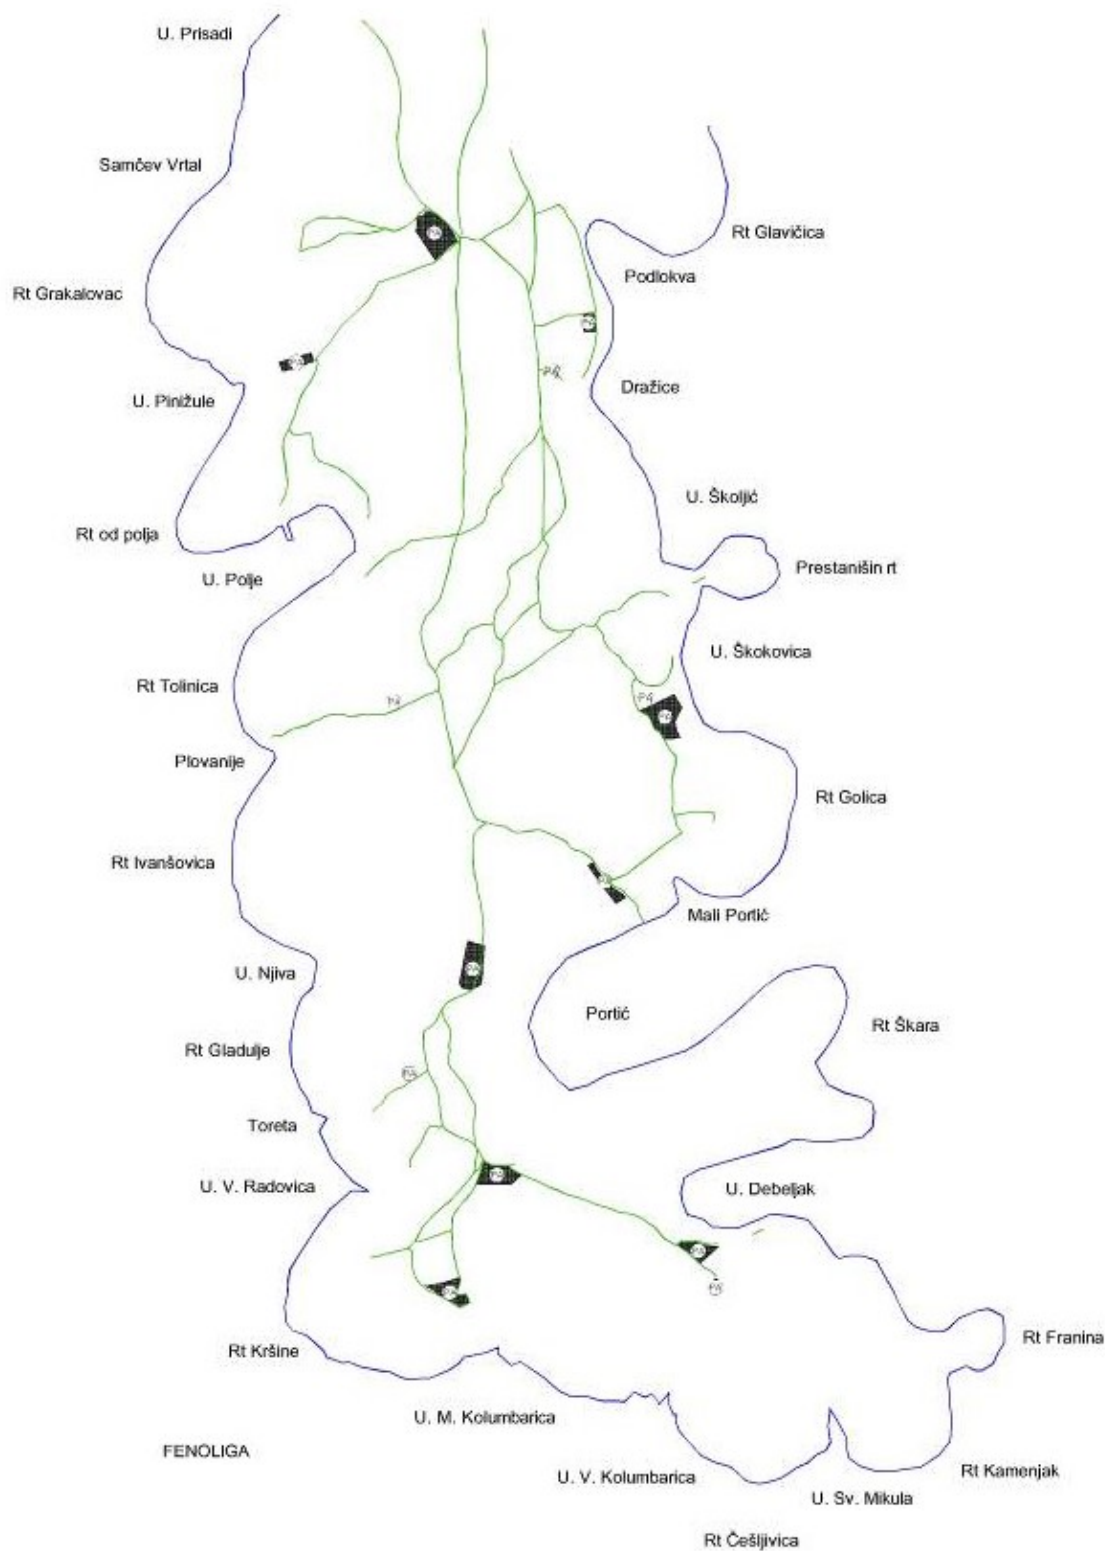 U. Prisadi
Samčev Vrtal
Rt Glavičica
Podlokva
Rt Grakalovac
Dražice
U. Pinižule
U. Školjić
Rt od polja
Prestanišin rt
U. Polje
U. Škokovica
Rt Tolinica
Plovanije
Rt Golica
Rt Ivanšovica
Mali Portić
U. Njiva
Portić
Rt Škara
Rt Gladulje
Toreta
U. V. Radovica
U. Debeljak
Rt Franina
Rt Kršine
U. M. Kolumbarica
FENOLIGA
Rt Kamenjak
U. V. Kolumbarica
U. Sv. Mikula
Rt Češljivica